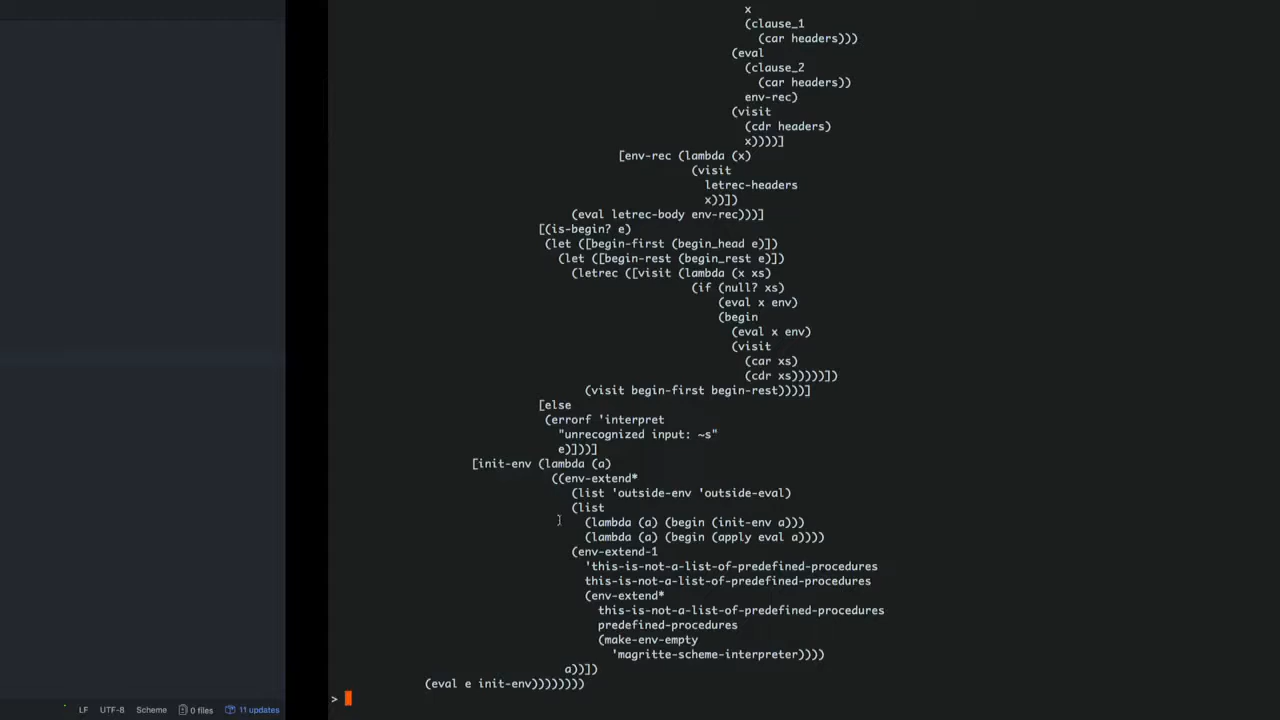 x
(clause_1
(car headers)))
(eval
(clause_2
(car headers))
env-rec)
(visit
(cdr headers)
x))))]
[env-rec (lambda (x)
(visit
letrec-headers
x))])
(eval letrec-body env-rec)))]
[(is-begin? e)
(let ([begin-first (begin_head e)])
(let ([begin-rest (begin_rest e)])
(letrec ([visit (lambda (x xs)
(if (null? xs)
(eval x env)
(begin
(eval x env)
(visit
(car xs)
(cdr xs)))))])
(visit begin-first begin-rest))))]
[else
(errorf 'interpret
"unrecognized input: ~s"
e)]))]
[init-env (lambda (a)
((env-extend*
(list 'outside-env 'outside-eval)
(list
(lambda (a) (begin (init-env a)))
(lambda (a) (begin (apply eval a))))
(env-extend-1
'this-is-not-a-list-of-predefined-procedures
this-is-not-a-list-of-predefined-procedures
(env-extend*
this-is-not-a-list-of-predefined-procedures
predefined-procedures
(make-env-empty
'magritte-scheme-interpreter))))
a))])
(eval e init-env))))))))
>
LF UTF-8 Scheme 0 files 11 updates